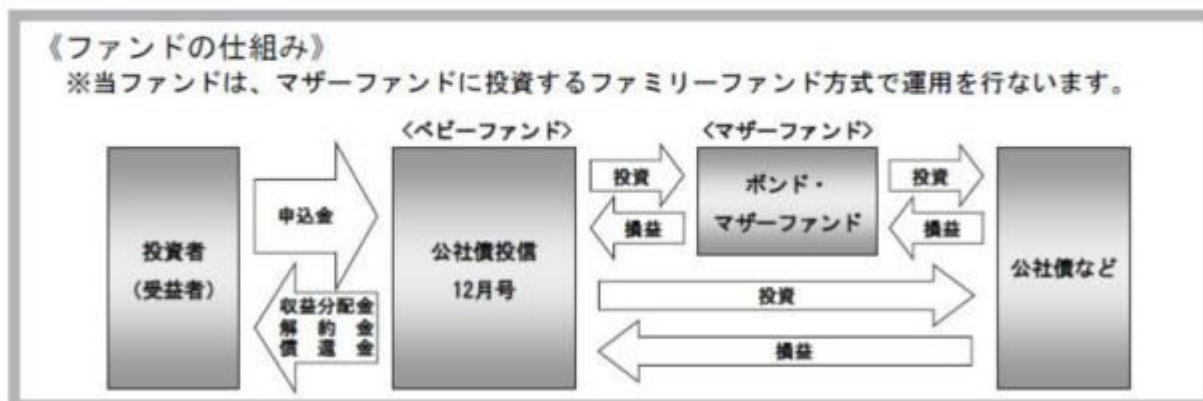 《ファンドの仕組み》
※当ファンドは、マザーファンドに投資するファミリーファンド方式で運用を行ないます。
〈ベビーファンド〉
〈マザーファンド〉
投資者
(受益者)
申込金
収益分配金
解約金
償還金
公社債投信
12月号
投資
損益
ボンド・
マザーファンド
投資
損益
投資
損益
公社債など